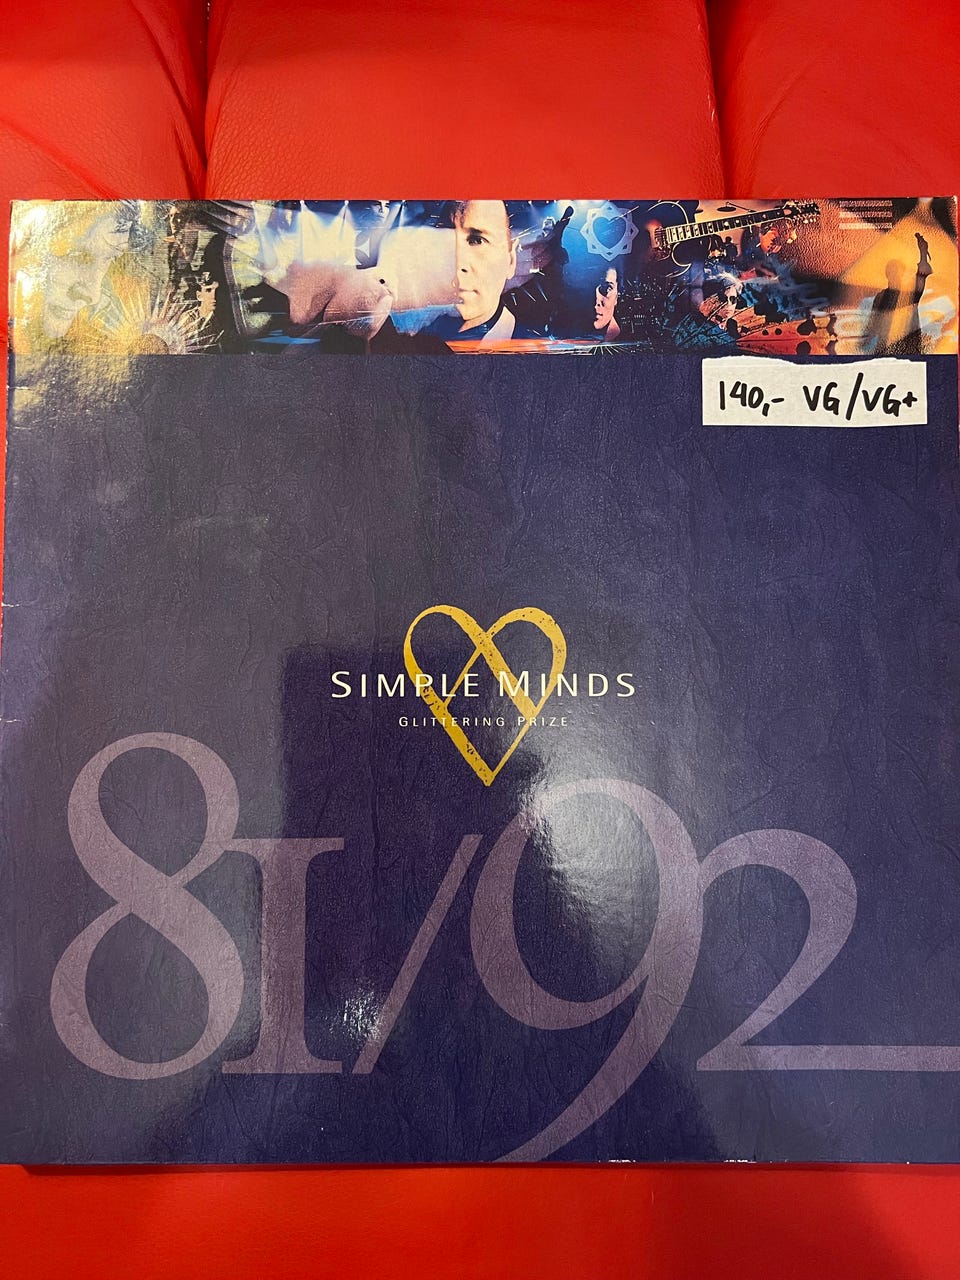 140,- VG/VG+
SIMPLE MINDS
GLITTERING PRIZE
81/92